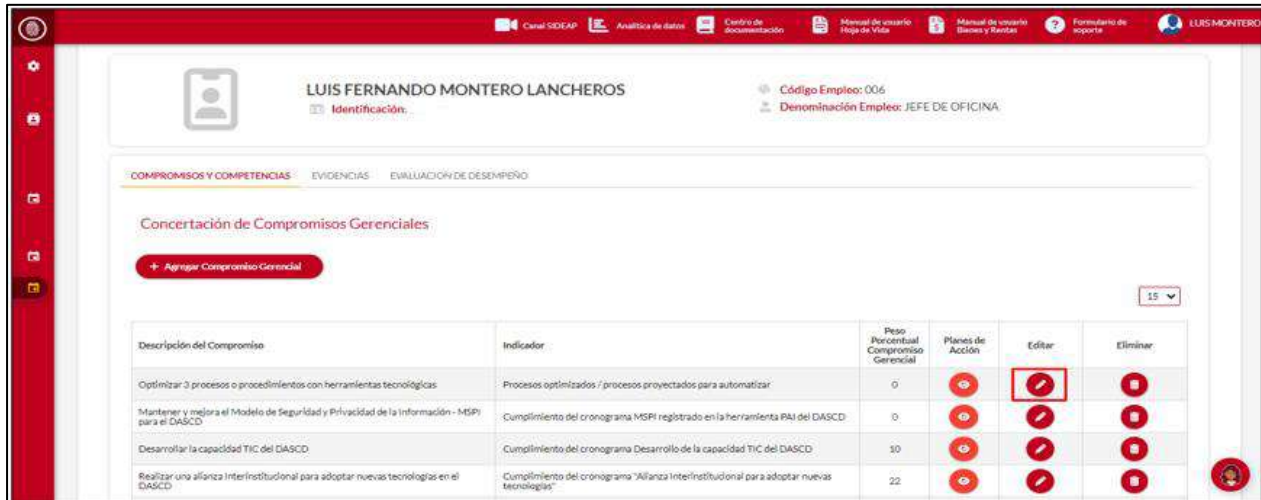 Canal SIDEAP
Analítica de datos
Centro de
documentación
Manual de usuario
Hoja de Vida
Manual de usuario
Bienes y Rentas
Formulario de
soporte
LUIS MONTERO
LUIS FERNANDO MONTERO LANCHEROS
Identificación:
Código Empleo: 006
Denominación Empleo: JEFE DE OFICINA
COMPROMISOS Y COMPETENCIAS
EVIDENCIAS
EVALUACIÓN DE DESEMPEÑO
Concertación de Compromisos Gerenciales
+ Agregar Compromiso Gerencial
15
Descripción del Compromiso
Indicador
Peso
Porcentual
Compromiso
Gerencial
Planes de
Acción
Editar
Eliminar
Optimizar 3 procesos o procedimientos con herramientas tecnológicas
Procesos optimizados / procesos proyectados para automatizar
0
Mantener y mejora el Modelo de Seguridad y Privacidad de la Información - MSPI
para el DASCD
Cumplimiento del cronograma MSPI registrado en la herramienta PAI del DASCD
0
Desarrollar la capacidad TIC del DASCD
Cumplimiento del cronograma Desarrollo de la capacidad TIC del DASCD
10
Realizar una alianza Interinstitucional para adoptar nuevas tecnologías en el
DASCD
Cumplimiento del cronograma "Alianza Interinstitucional para adoptar nuevas
tecnologías"
22